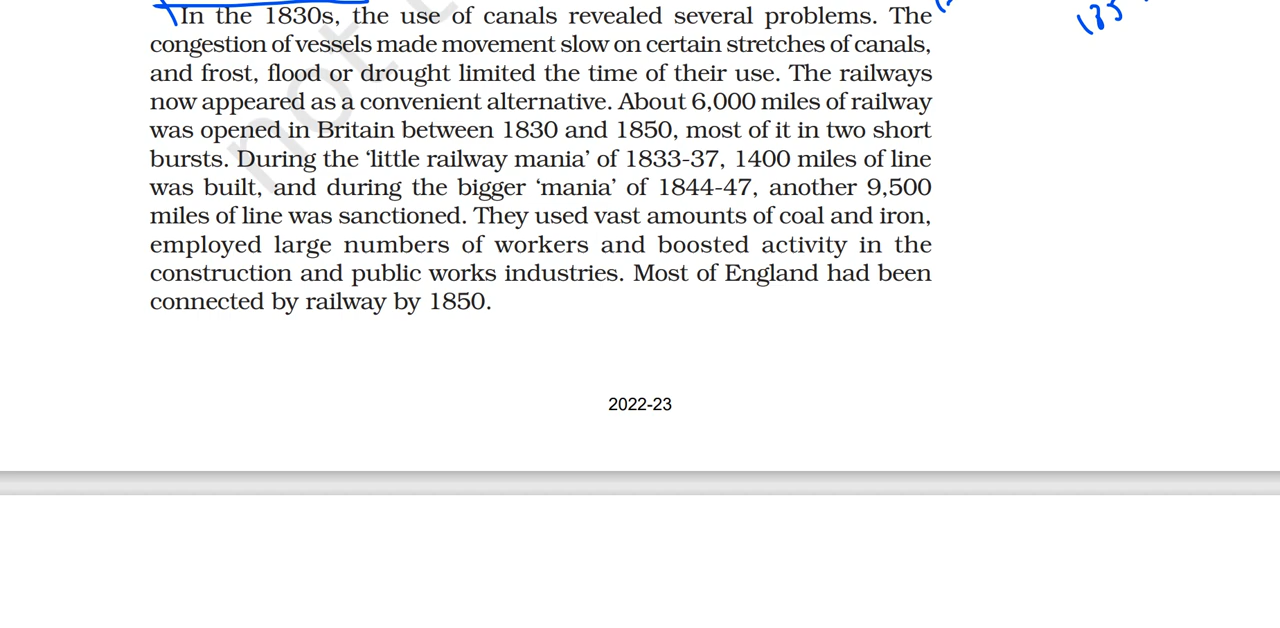 In the 1830s, the use of canals revealed several problems. The
congestion of vessels made movement slow on certain stretches of canals,
and frost, flood or drought limited the time of their use. The railways
now appeared as a convenient alternative. About 6,000 miles of railway
was opened in Britain between 1830 and 1850, most of it in two short
bursts. During the ‘little railway mania’ of 1833-37, 1400 miles of line
was built, and during the bigger ‘mania’ of 1844-47, another 9,500
miles of line was sanctioned. They used vast amounts of coal and iron,
employed large numbers of workers and boosted activity in the
construction and public works industries. Most of England had been
connected by railway by 1850.
not
2022-23